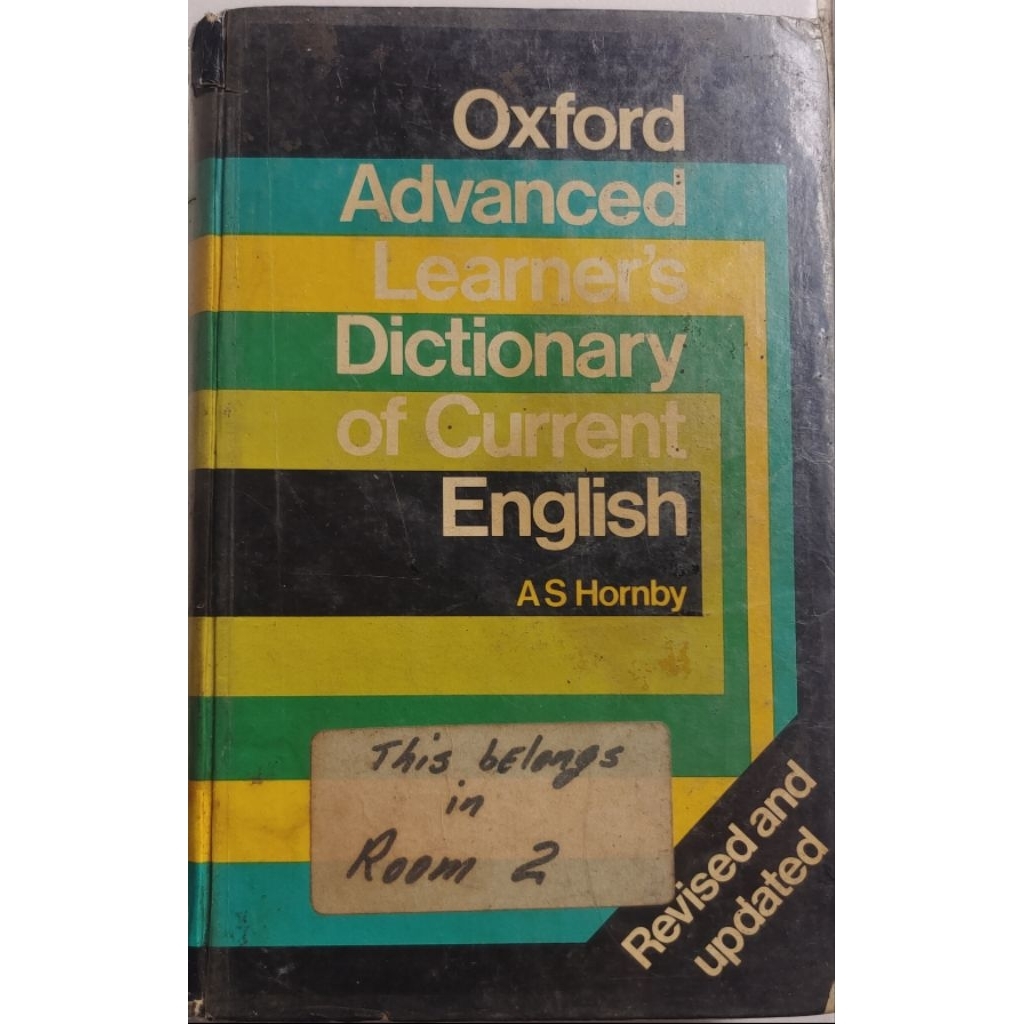 Oxford
Advanced
Learner's
Dictionary
of Current
English
A S Hornby
This bElongs
in
Room 2
Revised and
updated